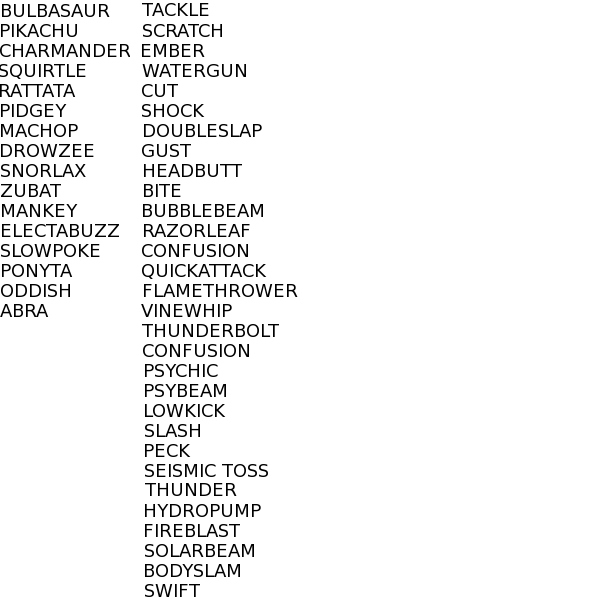 BULBASAUR TACKLE
PIKACHU SCRATCH
CHARMANDER EMBER
SQUIRTLE WATERGUN
RATTATA CUT
PIDGEY SHOCK
MACHOP DOUBLESLAP
DROWZEE GUST
SNORLAX HEADBUTT
ZUBAT BITE
MANKEY BUBBLEBEAM
ELECTABUZZ RAZORLEAF
SLOWPOKE CONFUSION
PONYTA QUICKATTACK
ODDISH FLAMETHROWER
ABRA VINEWHIP
THUNDERBOLT
CONFUSION
PSYCHIC
PSYBEAM
LOWKICK
SLASH
PECK
SEISMIC TOSS
THUNDER
HYDROPUMP
FIREBLAST
SOLARBEAM
BODYSLAM
SWIFT